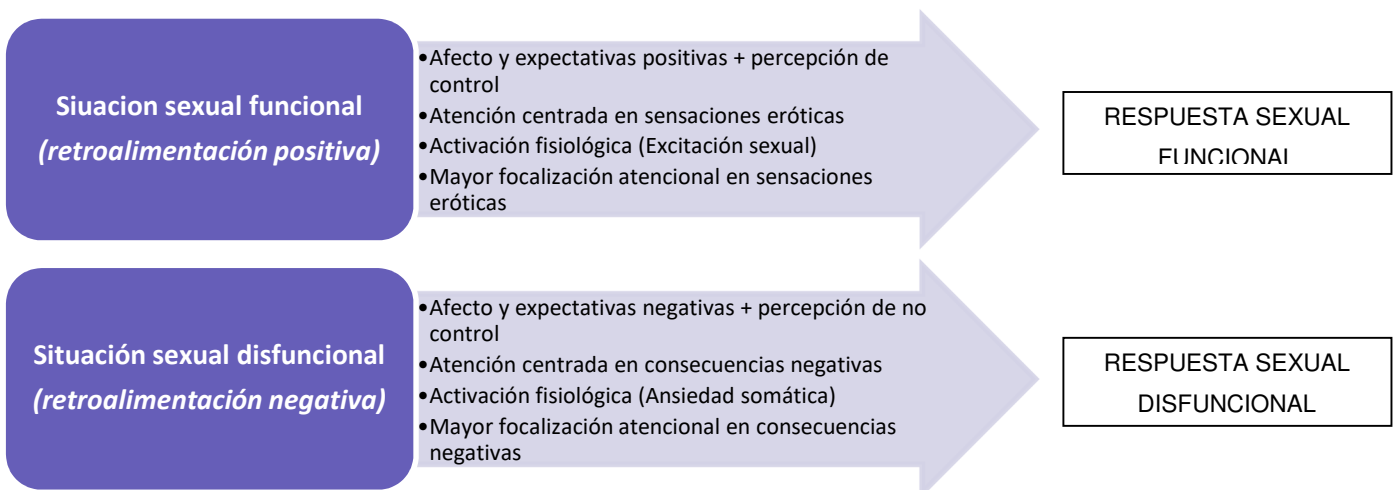 Siuacion sexual funcional
(retroalimentación positiva)
•Afecto y expectativas positivas + percepción de
control
•Atención centrada en sensaciones eróticas
•Activación fisiológica (Excitación sexual)
•Mayor focalización atencional en sensaciones
eróticas
RESPUESTA SEXUAL
FUNCIONAL
Situación sexual disfuncional
(retroalimentación negativa)
•Afecto y expectativas negativas + percepción de no
control
•Atención centrada en consecuencias negativas
•Activación fisiológica (Ansiedad somática)
•Mayor focalización atencional en consecuencias
negativas
RESPUESTA SEXUAL
DISFUNCIONAL